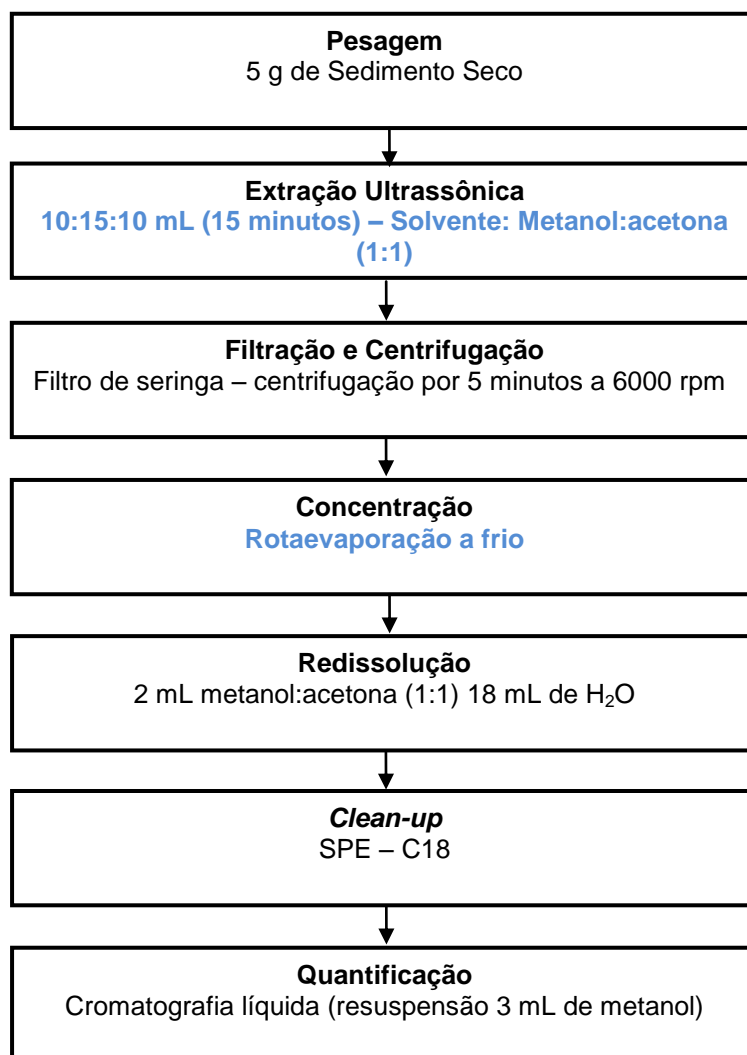 Pesagem
5 g de Sedimento Seco
Extração Ultrassônica
10:15:10 mL (15 minutos) – Solvente: Metanol:acetona
(1:1)
Filtração e Centrifugação
Filtro de seringa – centrifugação por 5 minutos a 6000 rpm
Concentração
Rotaevaporação a frio
Redissolução
2 mL metanol:acetona (1:1) 18 mL de H₂O
Clean-up
SPE – C18
Quantificação
Cromatografia líquida (resuspensão 3 mL de metanol)